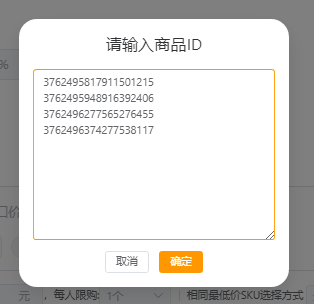 请输入商品ID
%
3762495817911501215
3762495948916392406
3762496277565276455
3762496374277538117
口价
取消
确定
元
，每人限购:
1个
相同最低价SKU选择方式